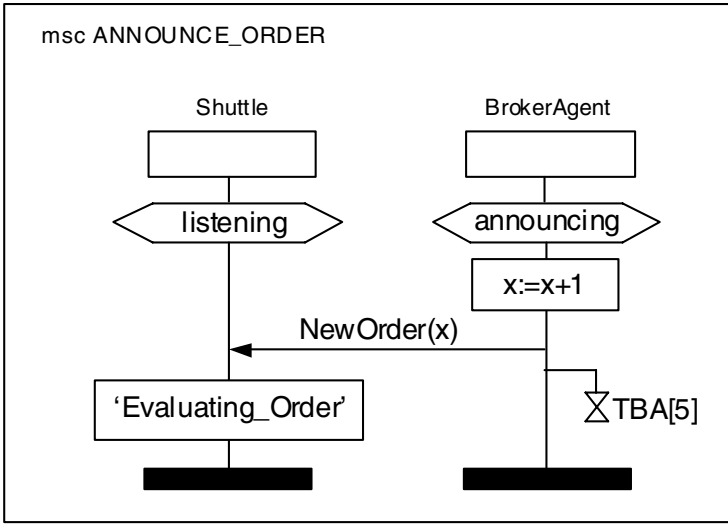 msc ANNOUNCE_ORDER
Shuttle
BrokerAgent
listening
announcing
x:=x+1
NewOrder(x)
‘Evaluating_Order’
TBA[5]